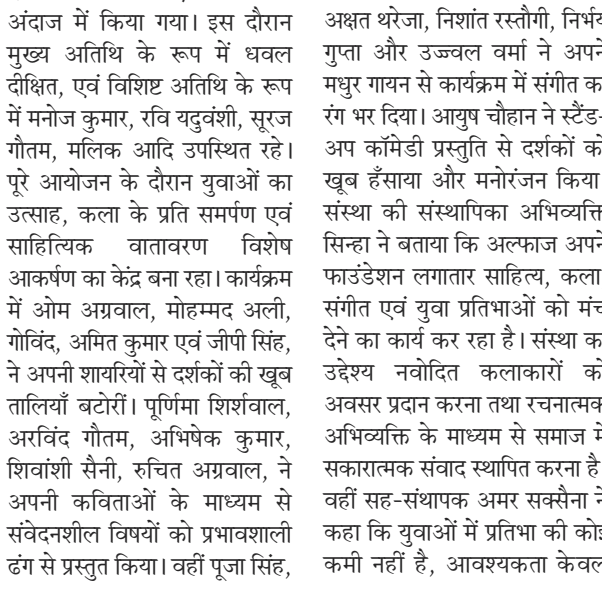 अंदाज में किया गया। इस दौरान
मुख्य अतिथि के रूप में धवल
दीक्षित, एवं विशिष्ट अतिथि के रूप
में मनोज कुमार, रवि यदुवंशी, सूरज
गौतम, मलिक आदि उपस्थित रहे।
पूरे आयोजन के दौरान युवाओं का
उत्साह, कला के प्रति समर्पण एवं
साहित्यिक वातावरण विशेष
आकर्षण का केंद्र बना रहा। कार्यक्रम
में ओम अग्रवाल, मोहम्मद अली,
गोविंद, अमित कुमार एवं जीपी सिंह,
ने अपनी शायरियों से दर्शकों की खूब
तालियाँ बटोरीं। पूर्णिमा शिर्शवाल,
अरविंद गौतम, अभिषेक कुमार,
शिवांशी सैनी, रुचित अग्रवाल, ने
अपनी कविताओं के माध्यम से
संवेदनशील विषयों को प्रभावशाली
ढंग से प्रस्तुत किया। वहीं पूजा सिंह,
अक्षत थरेजा, निशांत रस्तौगी, निर्भय
गुप्ता और उज्ज्वल वर्मा ने अपने
मधुर गायन से कार्यक्रम में संगीत का
रंग भर दिया। आयुष चौहान ने स्टैंड-
अप कॉमेडी प्रस्तुति से दर्शकों को
खूब हँसाया और मनोरंजन किया
संस्था की संस्थापिका अभिव्यक्ति
सिन्हा ने बताया कि अल्फाज अपने
फाउंडेशन लगातार साहित्य, कला
संगीत एवं युवा प्रतिभाओं को मंच
देने का कार्य कर रहा है। संस्था का
उद्देश्य नवोदित कलाकारों को
अवसर प्रदान करना तथा रचनात्मक
अभिव्यक्ति के माध्यम से समाज में
सकारात्मक संवाद स्थापित करना है
वहीं सह-संथापक अमर सक्सैना ने
कहा कि युवाओं में प्रतिभा की कोई
कमी नहीं है, आवश्यकता केवल